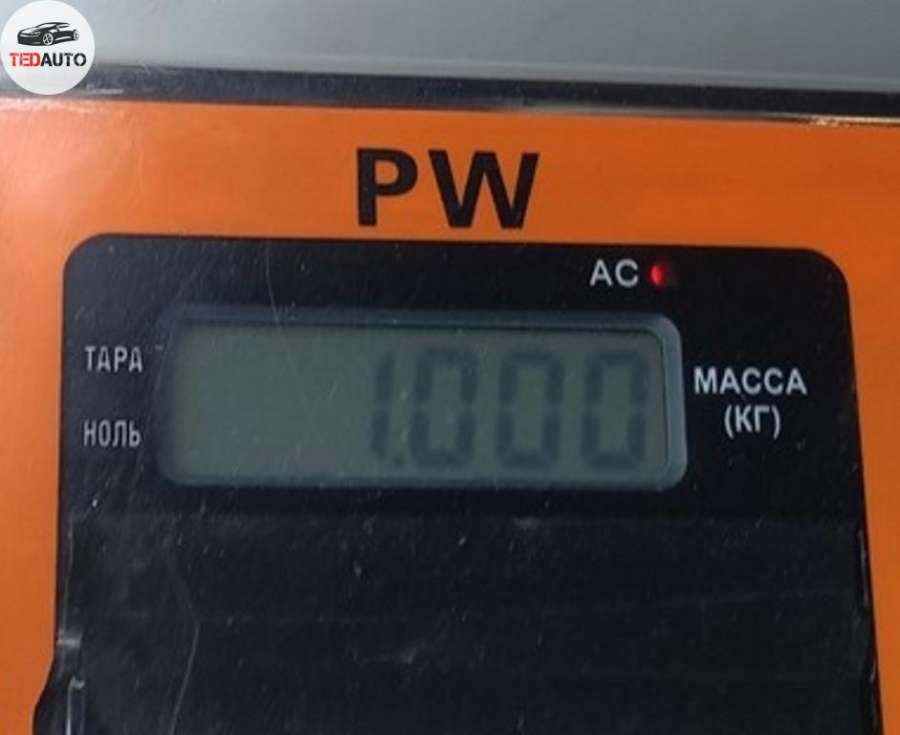 TEDAUTO
PW
AC
ТАРА
1.000
МАССА
(КГ)
НОЛЬ